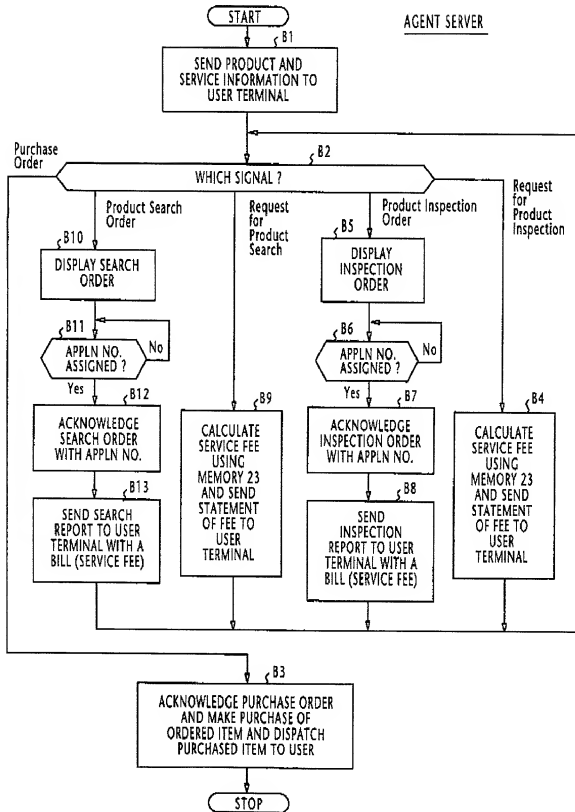 START
AGENT SERVER
B1
SEND PRODUCT AND
SERVICE INFORMATION TO
USER TERMINAL
Purchase
Order
B2
WHICH SIGNAL ?
Product Search
Order
Request
for
Product
Search
Product Inspection
Order
Request
for
Product
Inspection
B10
DISPLAY SEARCH
ORDER
B5
DISPLAY
INSPECTION
ORDER
B11
APPLN NO.
ASSIGNED ?
No
Yes
B6
APPLN NO.
ASSIGNED ?
No
Yes
B12
ACKNOWLEDGE
SEARCH ORDER
WITH APPLN NO.
B9
CALCULATE
SERVICE FEE
USING
MEMORY 23
AND SEND
STATEMENT
OF FEE TO
USER
TERMINAL
B7
ACKNOWLEDGE
INSPECTION ORDER
WITH APPLN NO.
B4
CALCULATE
SERVICE FEE
USING
MEMORY 23
AND SEND
STATEMENT
OF FEE TO
USER
TERMINAL
B13
SEND SEARCH
REPORT TO USER
TERMINAL WITH A
BILL (SERVICE FEE)
B8
SEND
INSPECTION
REPORT TO USER
TERMINAL WITH A
BILL (SERVICE FEE)
B3
ACKNOWLEDGE PURCHASE ORDER
AND MAKE PURCHASE OF
ORDERED ITEM AND DISPATCH
PURCHASED ITEM TO USER
STOP